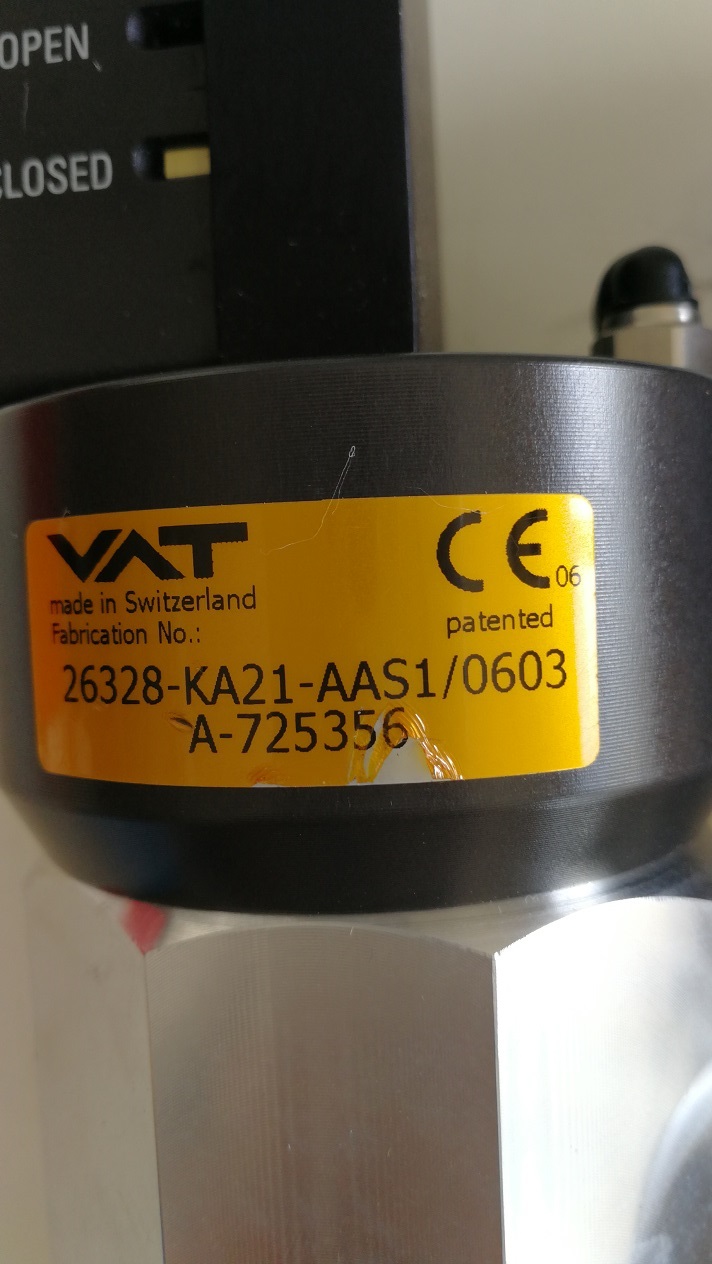 OPEN
CLOSED
VAT
CE 06
made in Switzerland
Fabrication No.:
patented
26328-KA21-AAS1/0603
A-725356